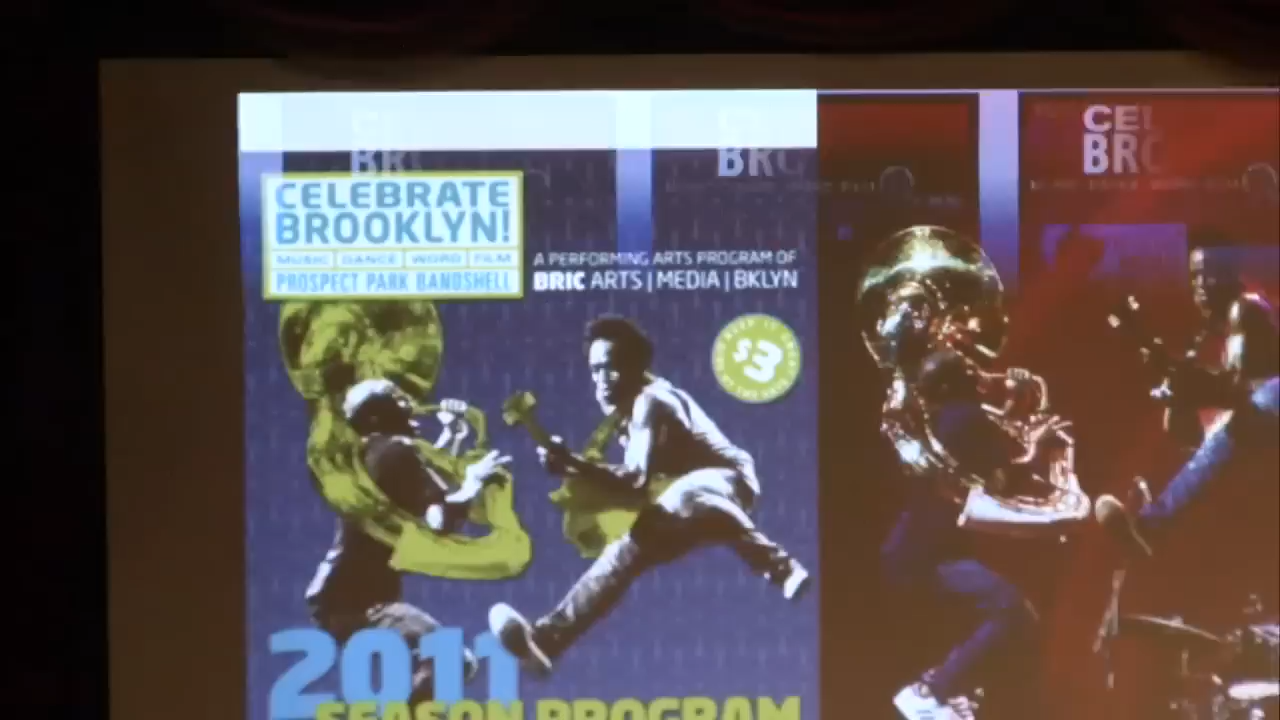 CELEBRATE
BROOKLYN!
MUSIC | DANCE | WORD | FILM
PROSPECT PARK BANDSHELL
A PERFORMING ARTS PROGRAM OF
BRIC ARTS | MEDIA | BKLYN
$3
2011
SEASON PROGRAM